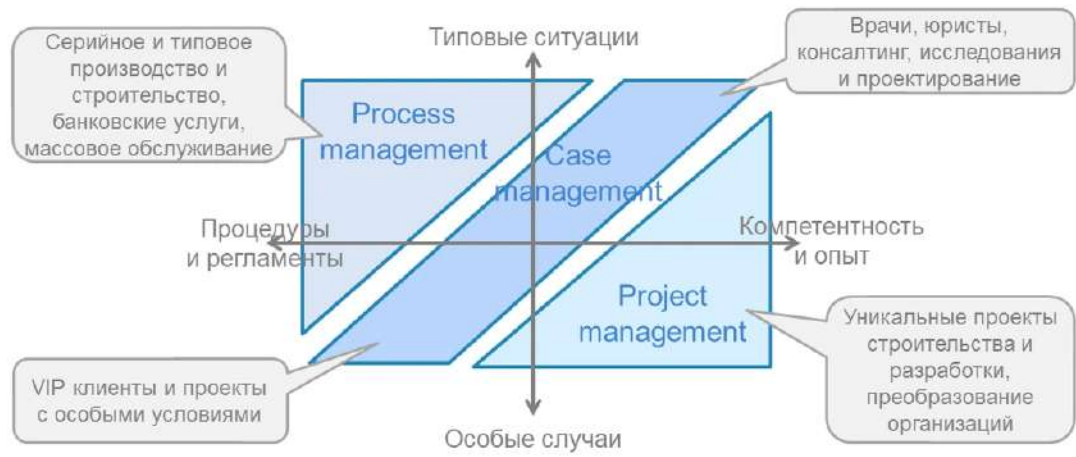 Серийное и типовое
производство и
строительство,
банковские услуги,
массовое обслуживание
Типовые ситуации
Врачи, юристы,
консалтинг, исследования
и проектирование
Process
management
Case
management
Процедуры
и регламенты
Компетентность
и опыт
Project
management
VIP клиенты и проекты
с особыми условиями
Уникальные проекты
строительства и
разработки,
преобразование
организаций
Особые случаи